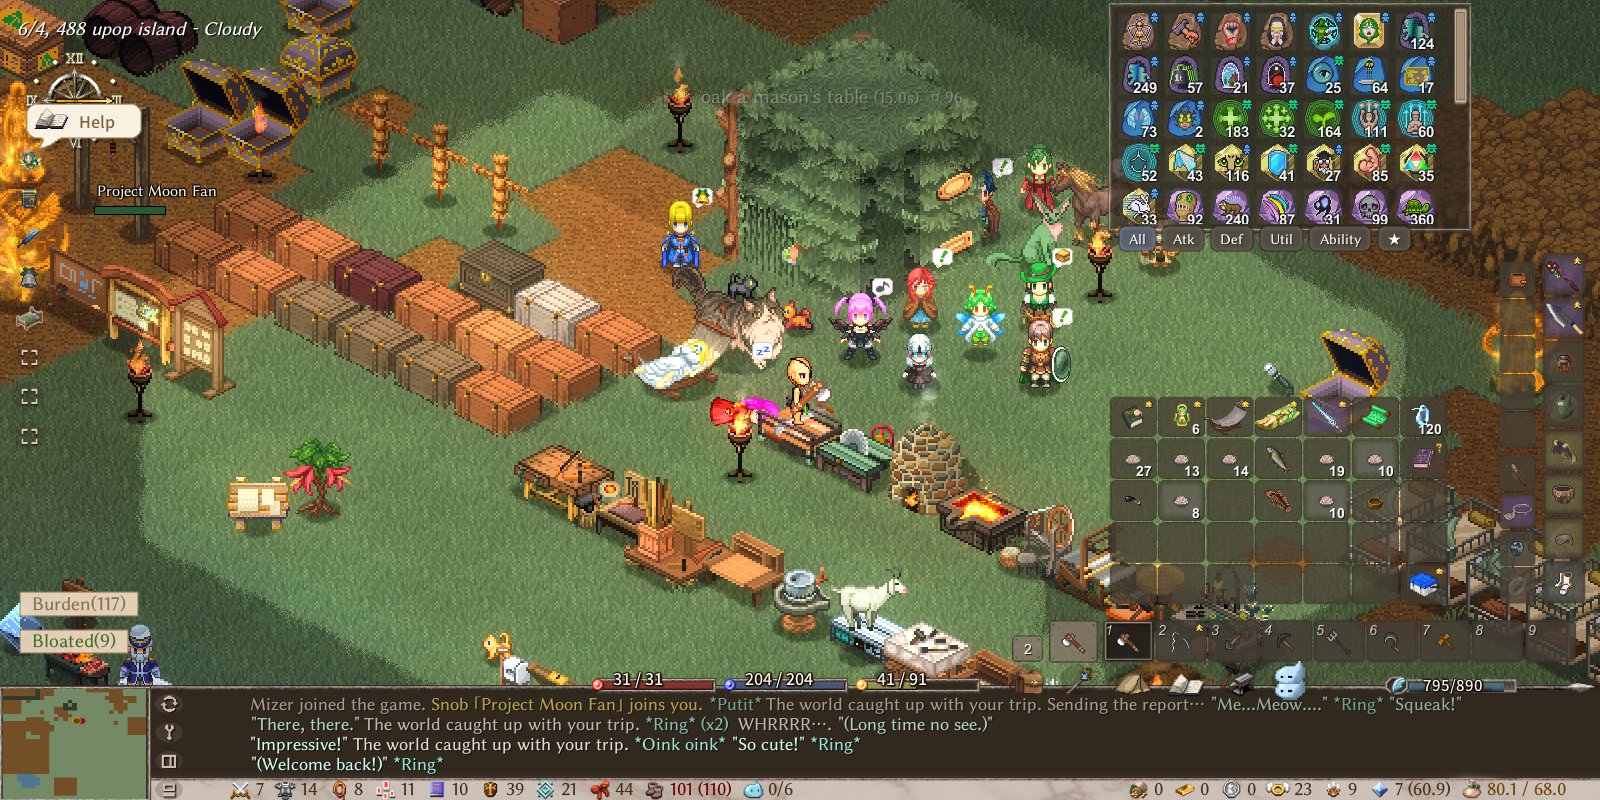 6/4, 488 upop island - Cloudy
XII
IX
III
VI
Help
oak a mason's table (15.0s) ¤ 96
Project Moon Fan
124
249 57 21 37 25 64 17
73 2 183 32 164 111 60
52 43 116 41 27 85 35
33 92 240 87 31 99 360
All Atk Def Util Ability ★
zz
6 120
27 13 14 19 10
8 10
Burden(117)
Bloated(9)
2 1 2 3 4 5 6 7 8 9
31 / 31 204 / 204 41 / 91 795/890
Mizer joined the game. Snob「Project Moon Fan」joins you. *Putit* The world caught up with your trip. Sending the report··· "Me...Meow...." *Ring* "Squeak!"
"There, there." The world caught up with your trip. *Ring* (x2) WHRRRR···. "(Long time no see.)"
"Impressive!" The world caught up with your trip. *Oink oink* "So cute!" *Ring*
"(Welcome back!)" *Ring*
7 14 8 11 10 39 21 44 101 (110) 0/6 0 0 0 23 9 7 (60.9) 80.1 / 68.0